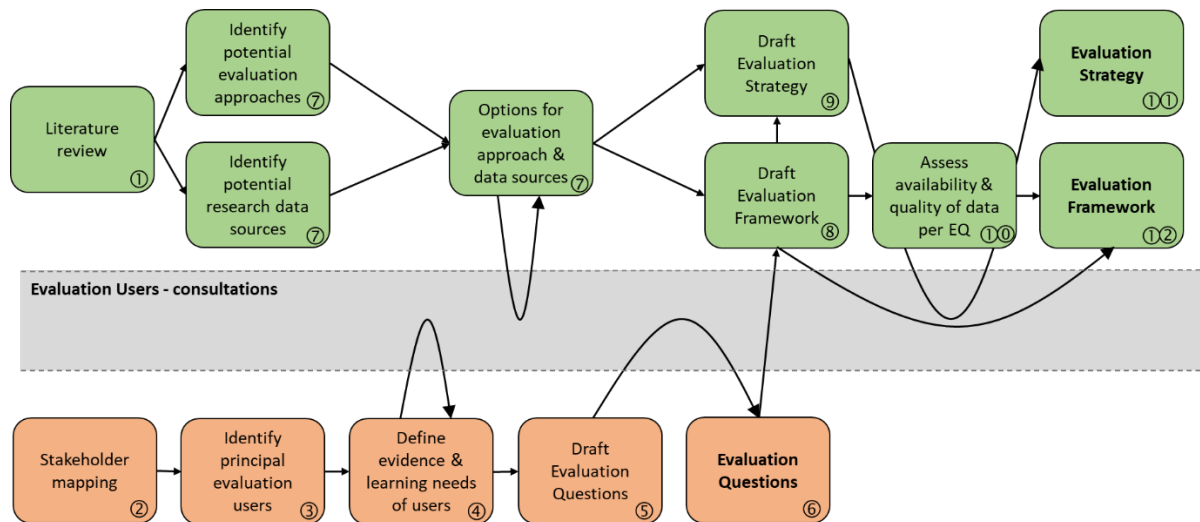 Literature
review
①
Identify
potential
evaluation
approaches ⑦
Identify
potential
research data
sources ⑦
Options for
evaluation
approach &
data sources ⑦
Draft
Evaluation
Strategy
⑨
Draft
Evaluation
Framework
⑧
Assess
availability &
quality of data
per EQ ①⓪
Evaluation
Strategy
①①
Evaluation
Framework
①②
Evaluation Users - consultations
Stakeholder
mapping
②
Identify
principal
evaluation
users ③
Define
evidence &
learning needs
of users ④
Draft
Evaluation
Questions
⑤
Evaluation
Questions
⑥